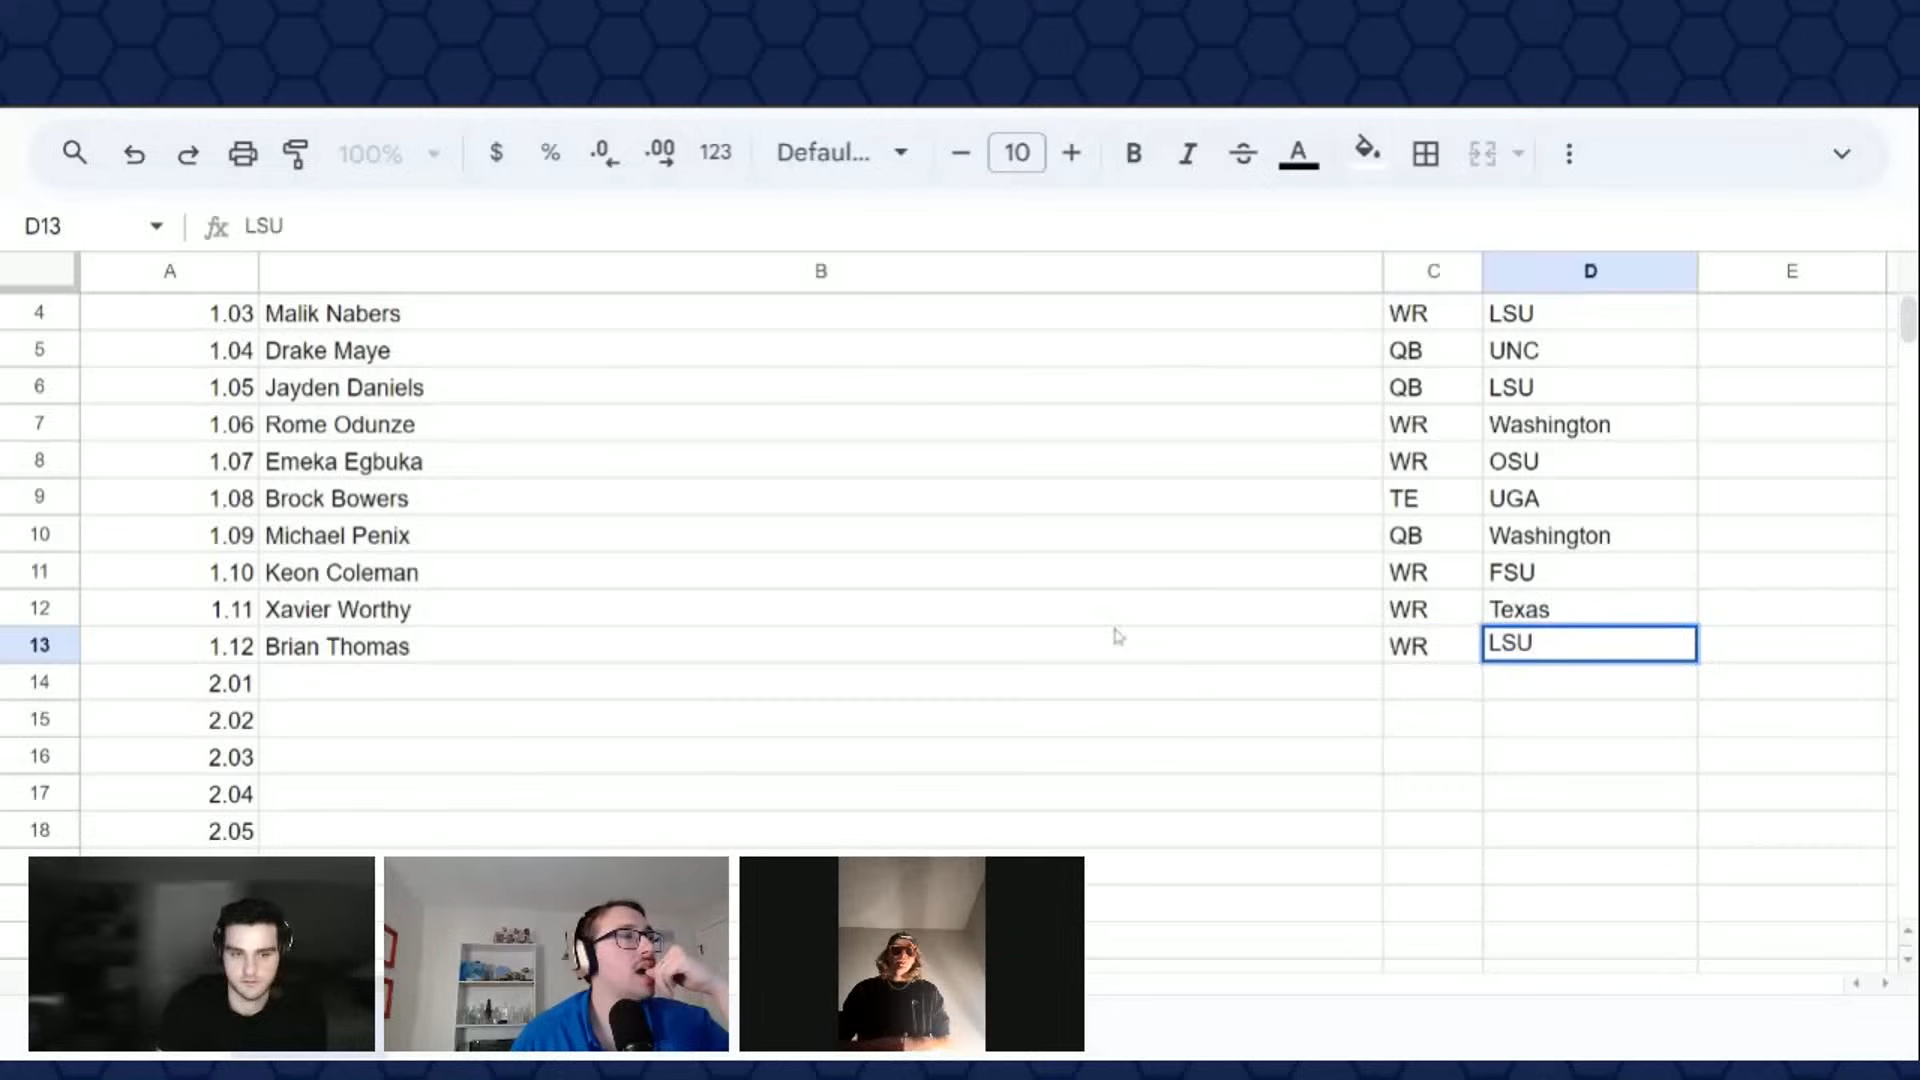 100% $ % .0 .00 123 Defaul... 10 B I S A
D13 fx LSU
A B C D E
4 1.03 Malik Nabers WR LSU
5 1.04 Drake Maye QB UNC
6 1.05 Jayden Daniels QB LSU
7 1.06 Rome Odunze WR Washington
8 1.07 Emeka Egbuka WR OSU
9 1.08 Brock Bowers TE UGA
10 1.09 Michael Penix QB Washington
11 1.10 Keon Coleman WR FSU
12 1.11 Xavier Worthy WR Texas
13 1.12 Brian Thomas WR LSU
14 2.01
15 2.02
16 2.03
17 2.04
18 2.05